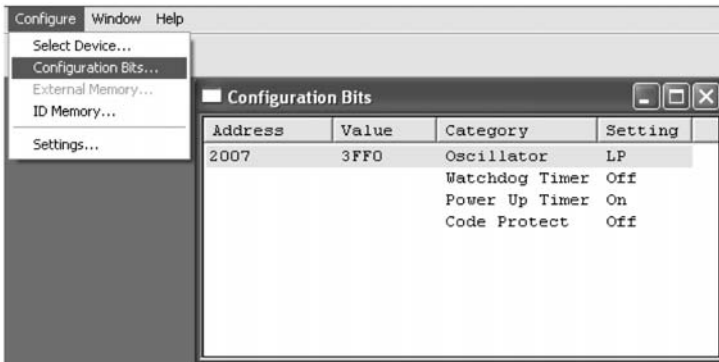 Configure Window Help
Select Device...
Configuration Bits...
External Memory...
ID Memory...
Settings...
Configuration Bits
Address Value Category Setting
2007 3FF0 Oscillator LP
Watchdog Timer Off
Power Up Timer On
Code Protect Off